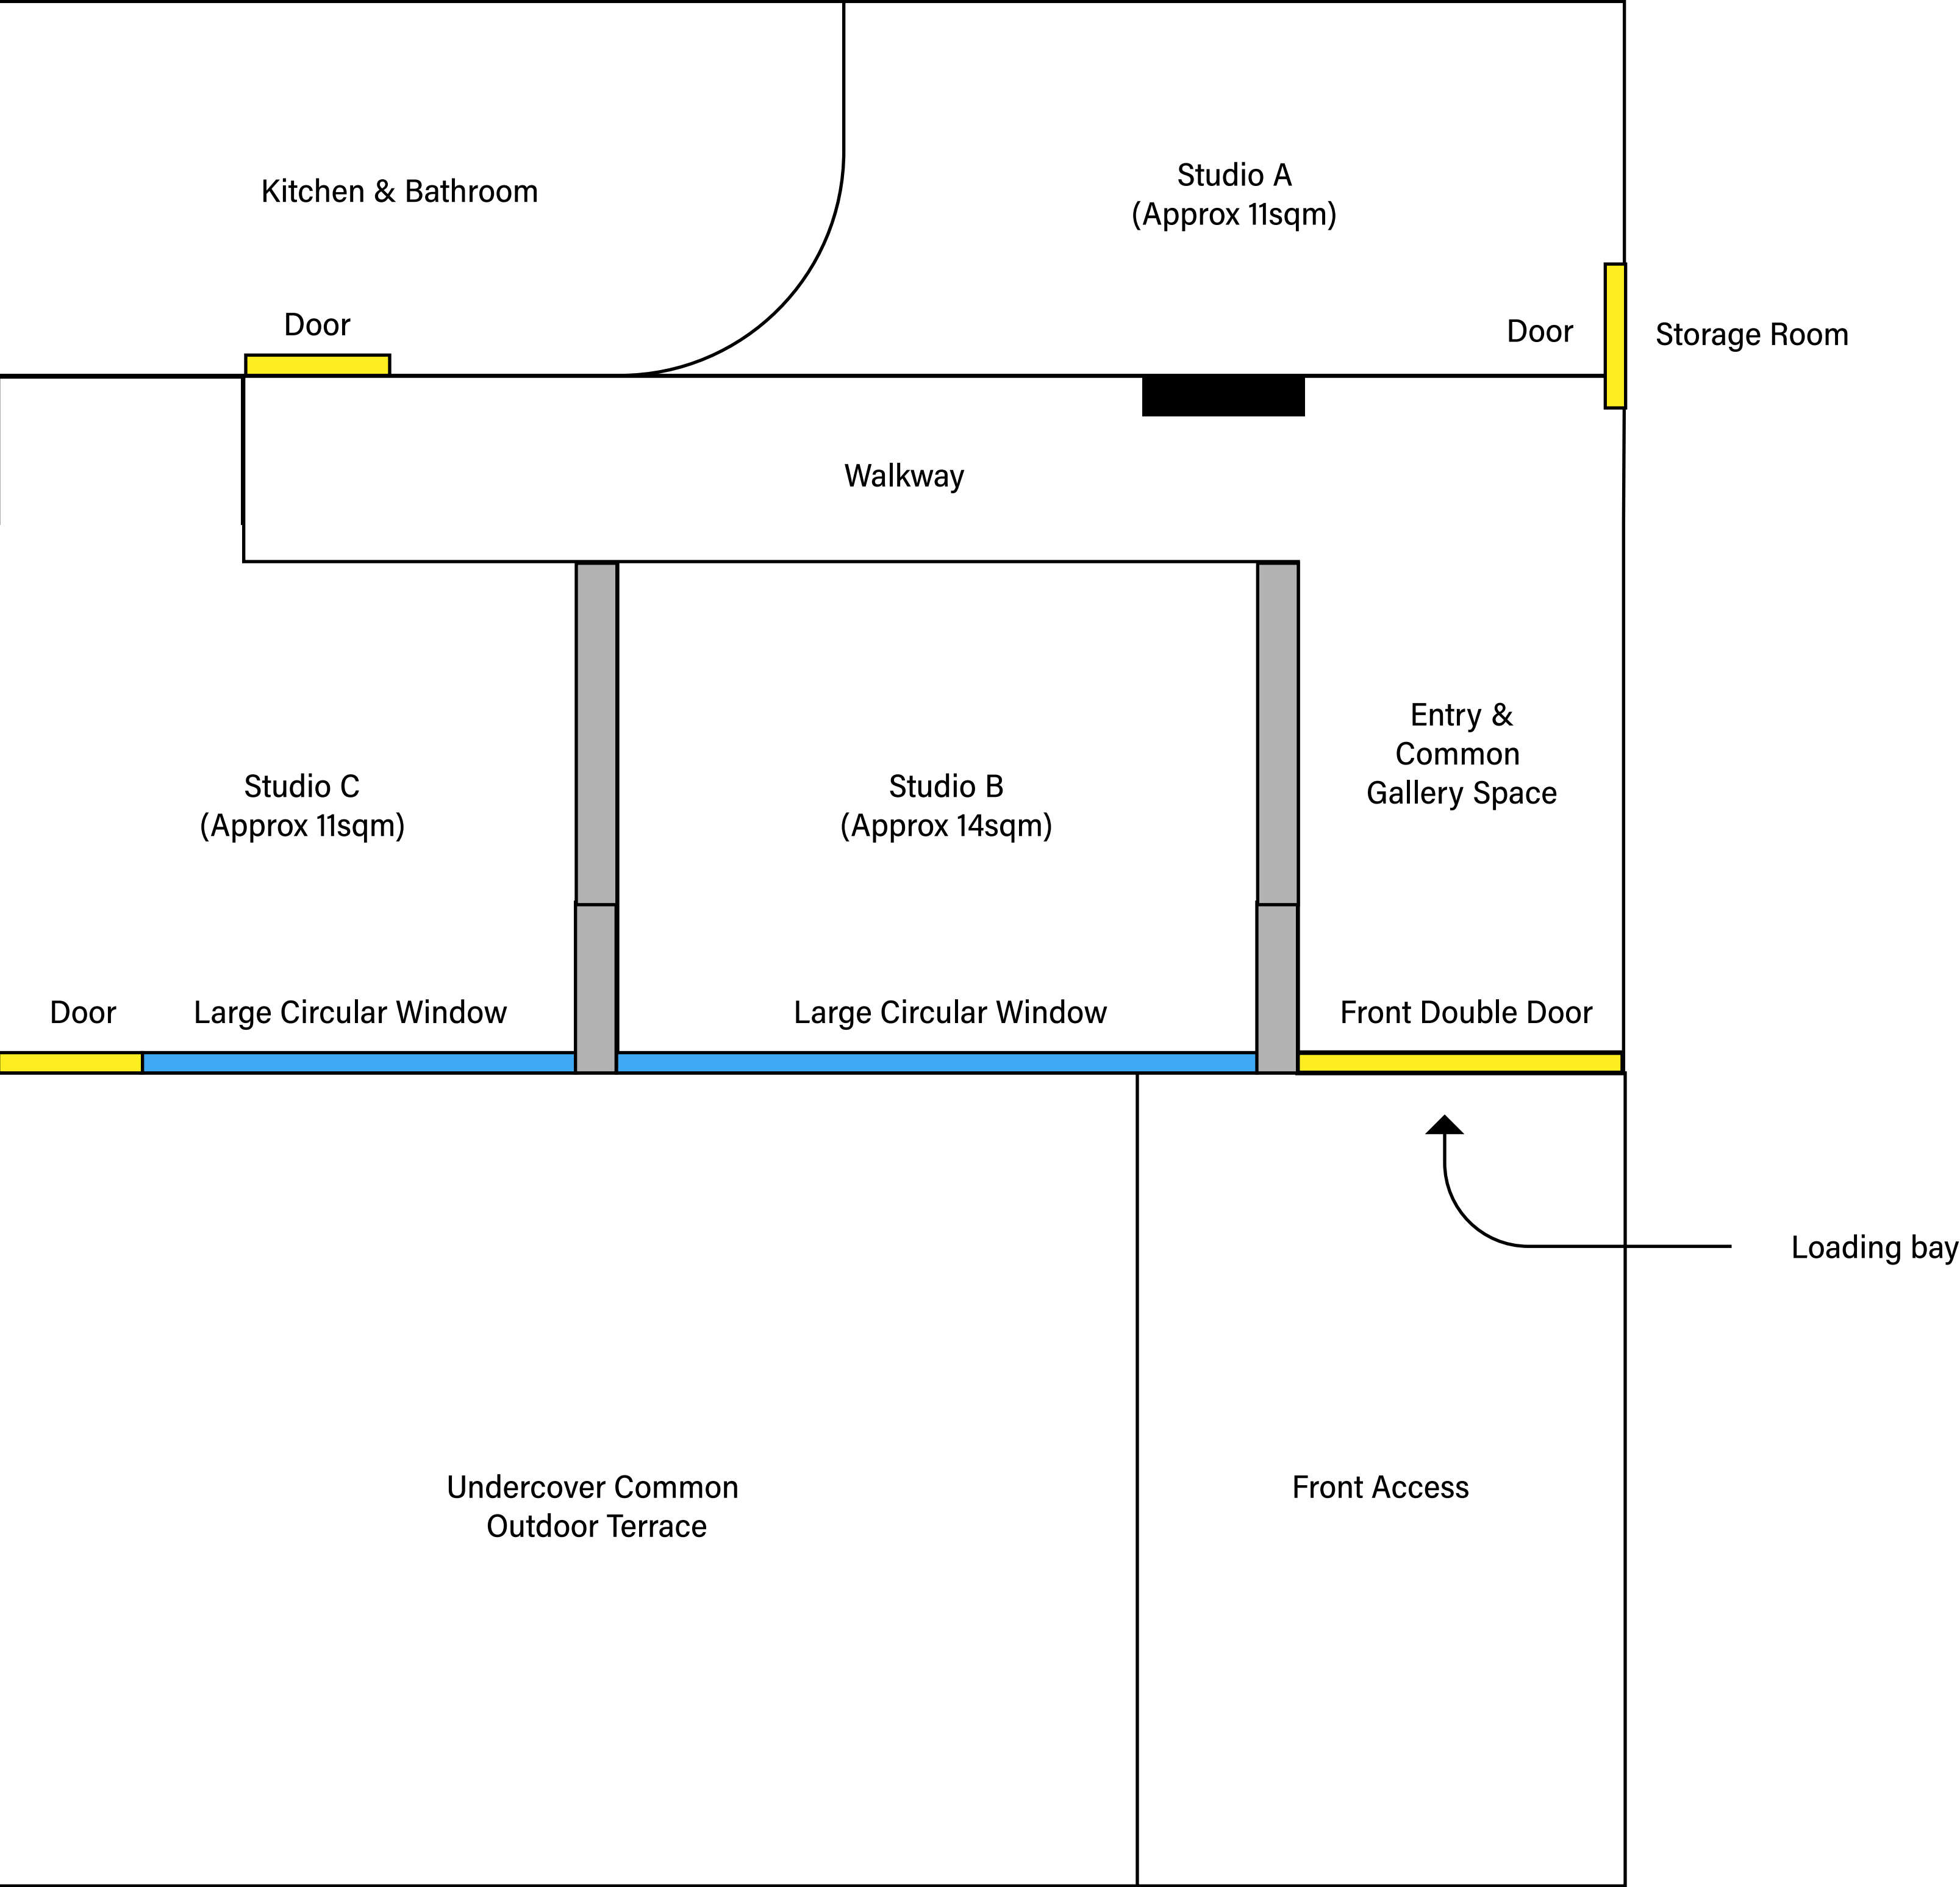 Kitchen & Bathroom
Studio A
(Approx 11sqm)
Door
Door
Storage Room
Walkway
Entry &
Common
Gallery Space
Studio C
(Approx 11sqm)
Studio B
(Approx 14sqm)
Door
Large Circular Window
Large Circular Window
Front Double Door
Loading bay
Undercover Common
Outdoor Terrace
Front Access